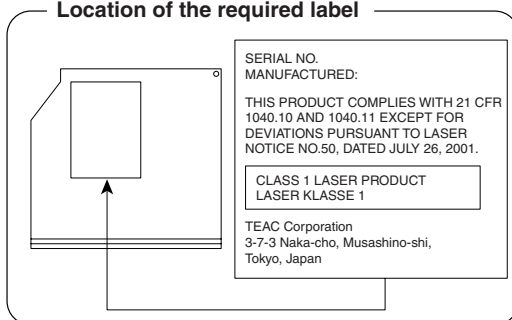 Location of the required label
SERIAL NO.
MANUFACTURED:
THIS PRODUCT COMPLIES WITH 21 CFR
1040.10 AND 1040.11 EXCEPT FOR
DEVIATIONS PURSUANT TO LASER
NOTICE NO.50, DATED JULY 26, 2001.
CLASS 1 LASER PRODUCT
LASER KLASSE 1
TEAC Corporation
3-7-3 Naka-cho, Musashino-shi,
Tokyo, Japan